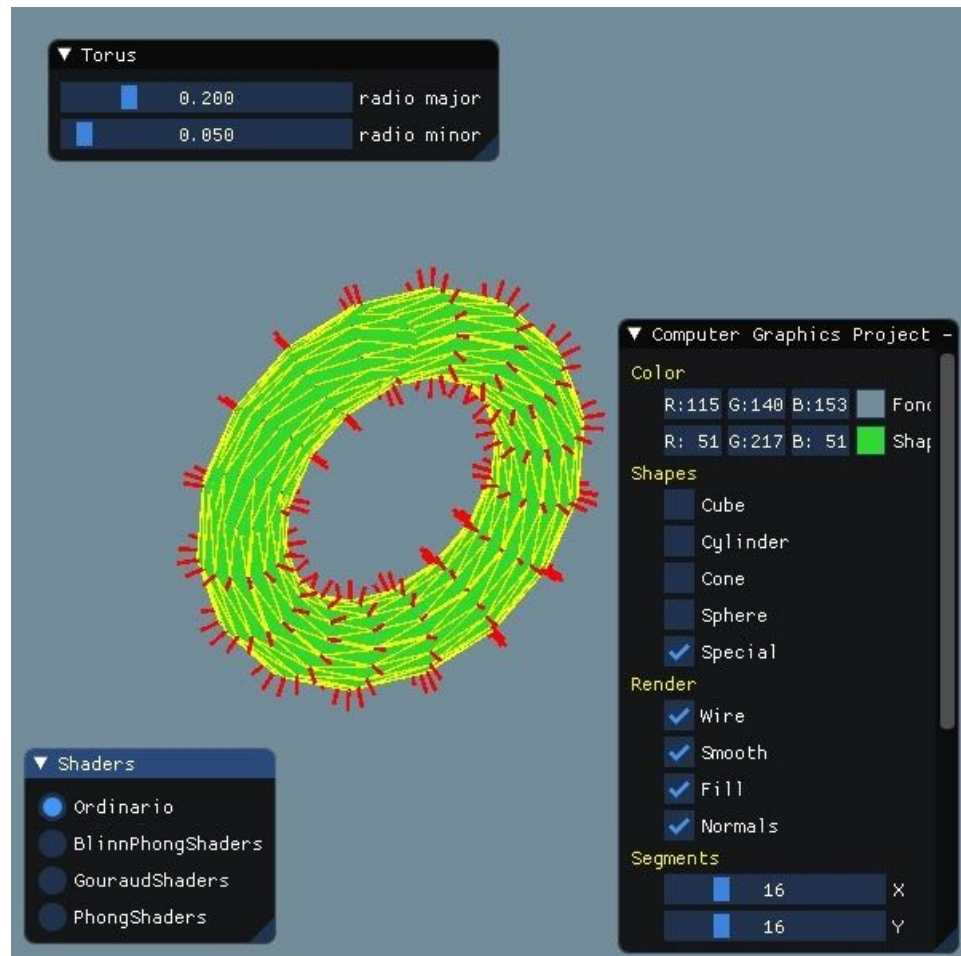 Torus
0.200 radio major
0.050 radio minor
Computer Graphics Project
Color
R:115 G:140 B:153 Fond
R: 51 G:217 B: 51 Shap
Shapes
Cube
Cylinder
Cone
Sphere
Special
Render
Wire
Smooth
Fill
Normals
Segments
16 X
16 Y
Shaders
Ordinario
BlinnPhongShaders
GouraudShaders
PhongShaders